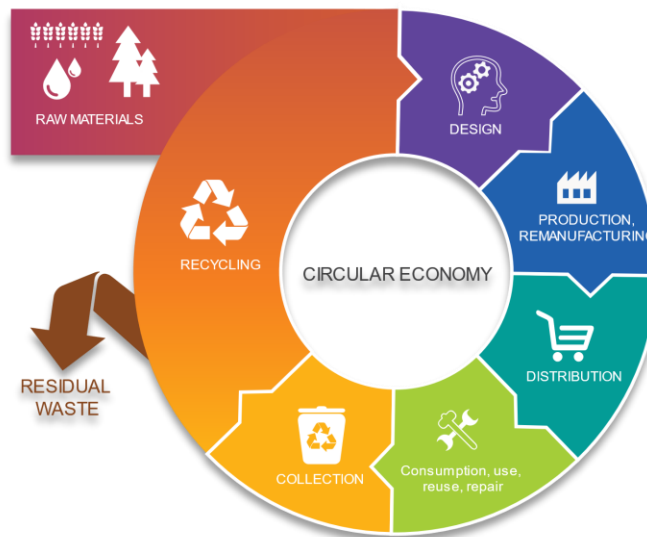 RAW MATERIALS
DESIGN
PRODUCTION,
REMANUFACTURING
RECYCLING
CIRCULAR ECONOMY
DISTRIBUTION
RESIDUAL
WASTE
COLLECTION
Consumption, use,
reuse, repair